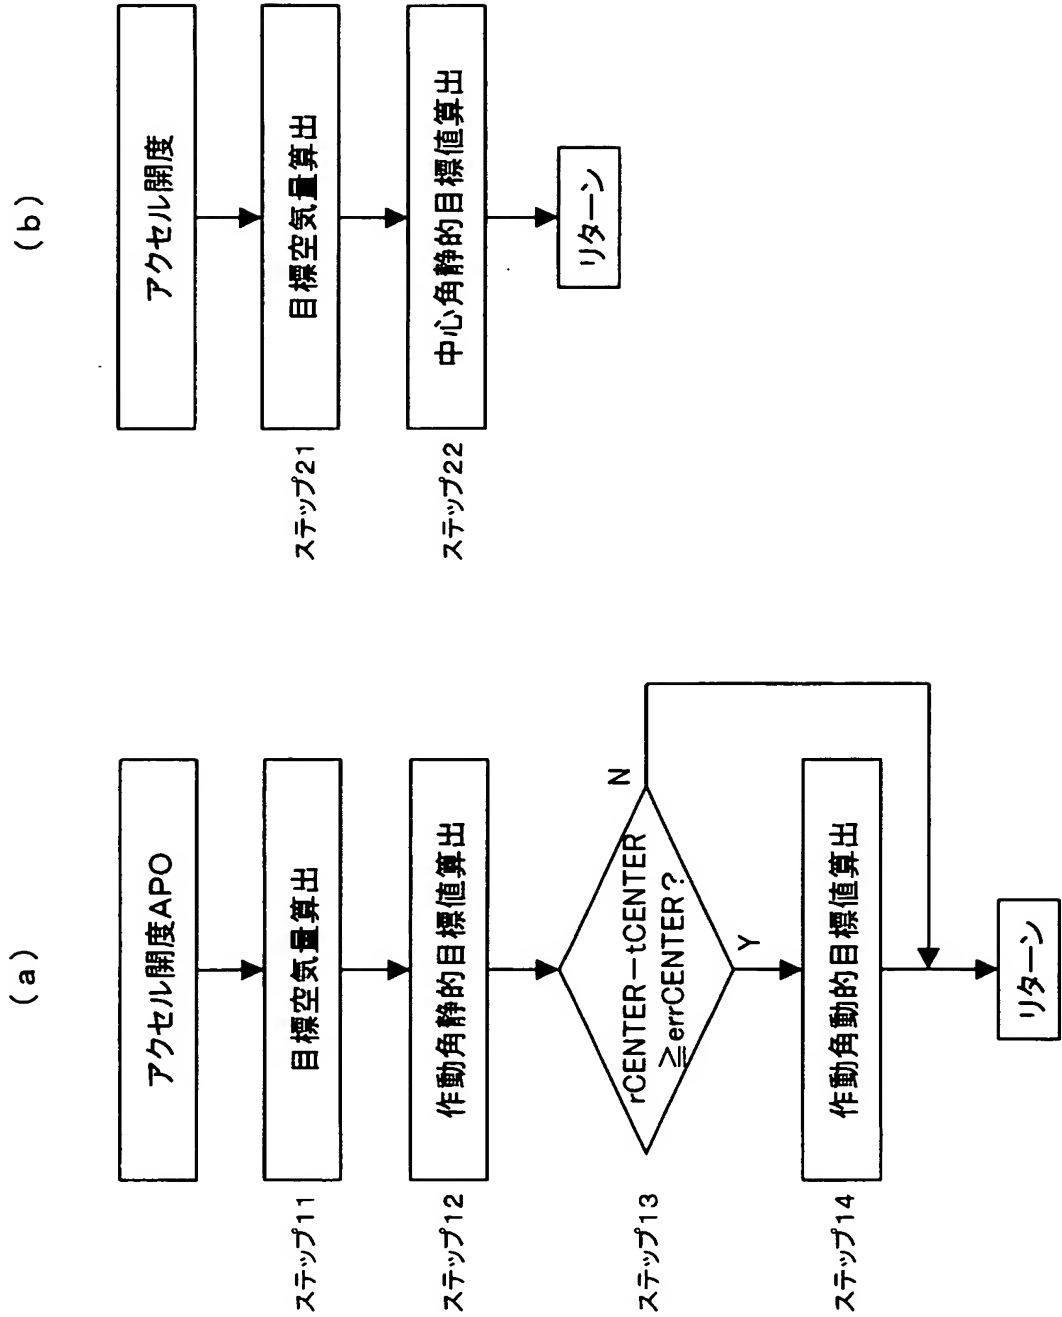 (a)
アクセル開度APO
ステップ11
目標空気量算出
ステップ12
作動角静的目標値算出
ステップ13
rCENTER－tCENTER
≧errCENTER?
N
Y
ステップ14
作動角動的目標値算出
リターン
(b)
アクセル開度
ステップ21
目標空気量算出
ステップ22
中心角静的目標値算出
リターン